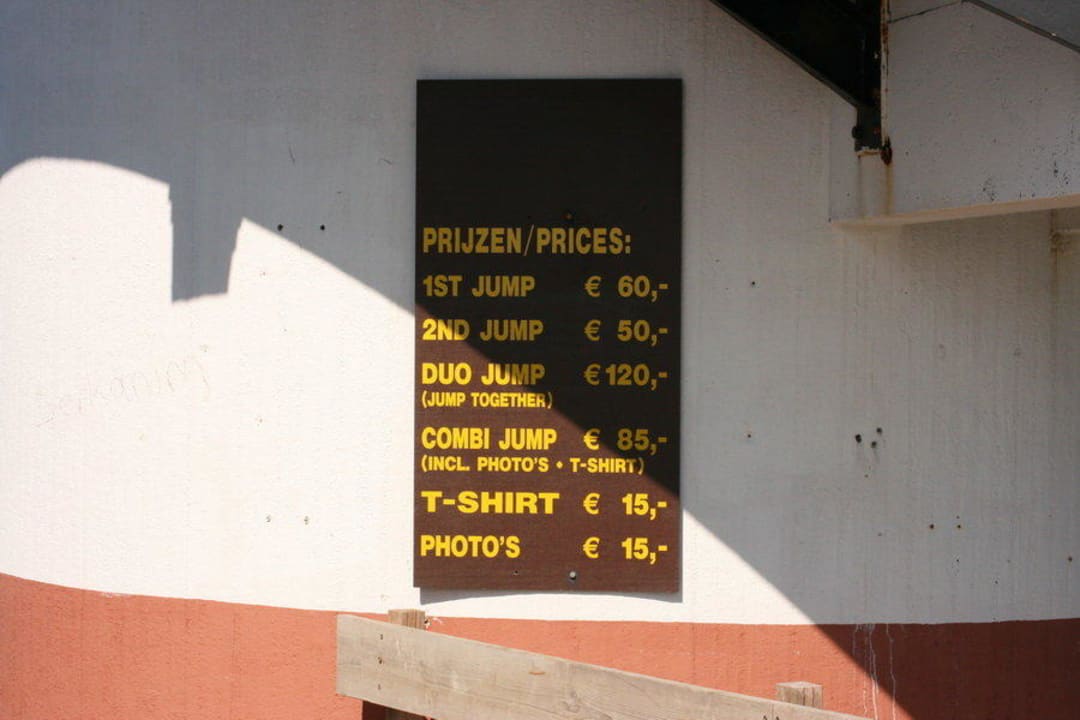 PRIJZEN/PRICES:
1ST JUMP € 60,-
2ND JUMP € 50,-
DUO JUMP € 120,-
(JUMP TOGETHER)
COMBI JUMP € 85,-
(INCL. PHOTO'S + T-SHIRT)
T-SHIRT € 15,-
PHOTO'S € 15,-